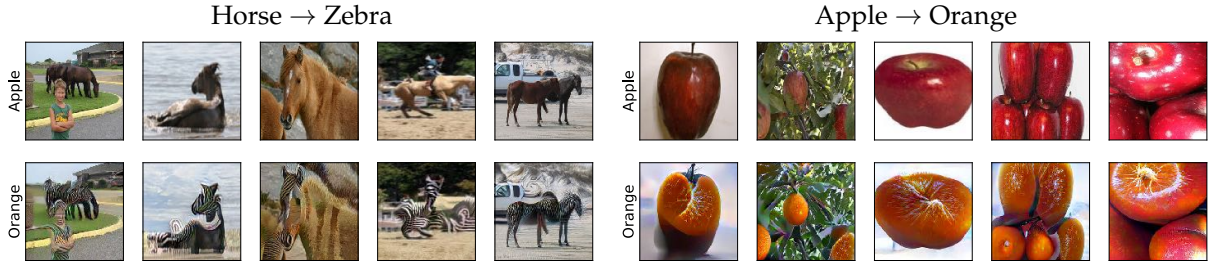 Horse → Zebra
Apple → Orange
Apple
Apple
Orange
Orange